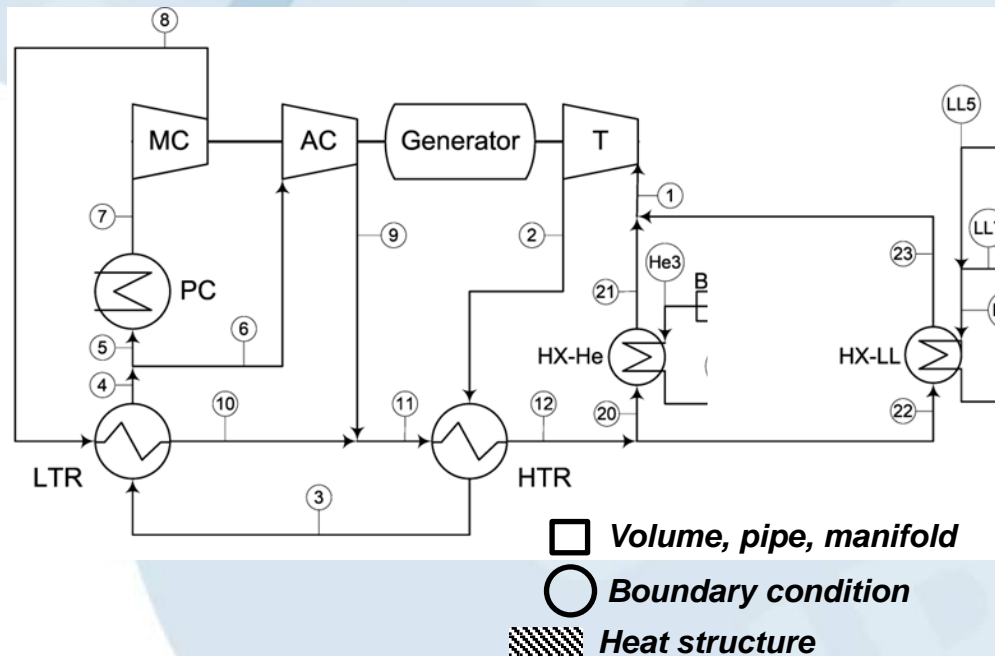 8
LL5
MC
AC
Generator
T
1
7
9
2
LL
23
He3
B
21
PC
6
5
HX-He
HX-LL
4
20
22
10
11
12
LTR
HTR
3
Volume, pipe, manifold
Boundary condition
Heat structure